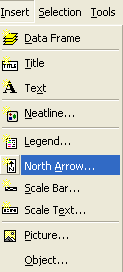 Insert Selection Tools
Data Frame
Title
Text
Neatline...
Legend...
North Arrow...
Scale Bar...
Scale Text...
Picture...
Object...